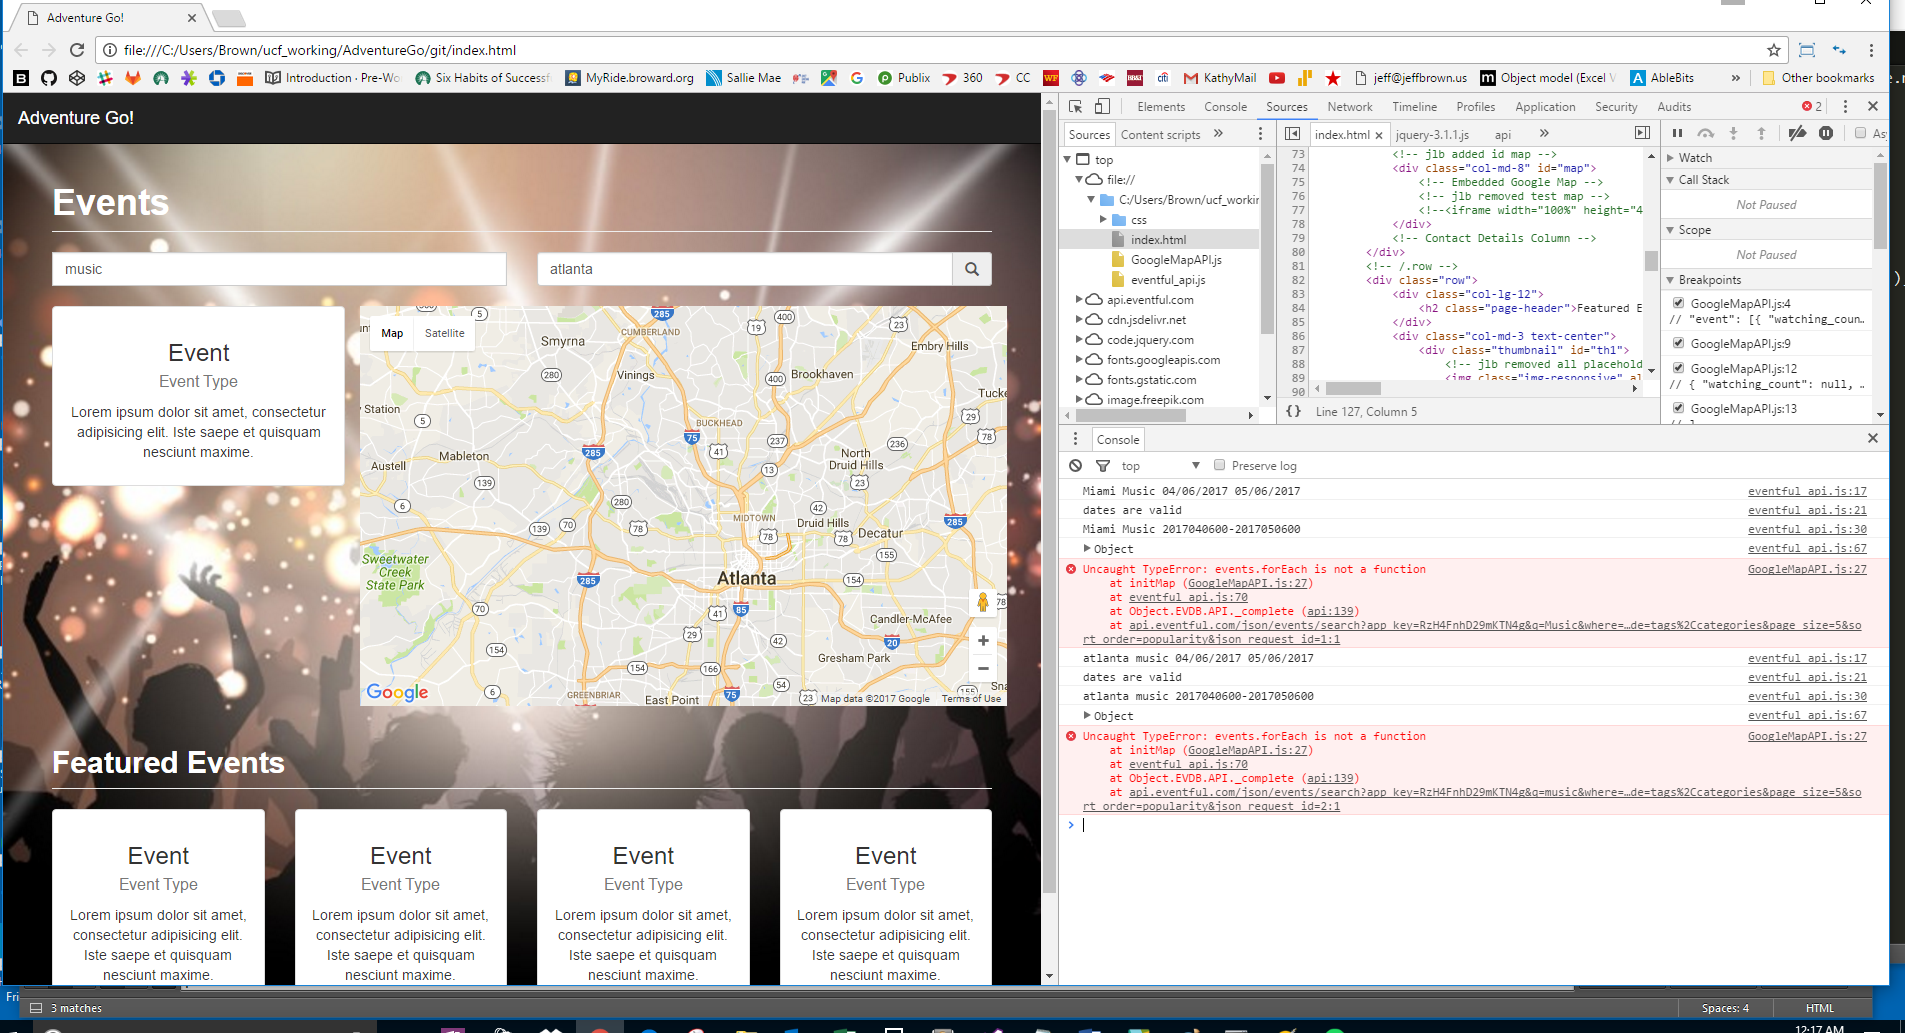 Adventure Go!
file:///C:/Users/Brown/ucf_working/AdventureGo/git/index.html
Introduction · Pre-Wo
Six Habits of Successf
MyRide.broward.org
Sallie Mae
Publix
360
CC
KathyMail
jeff@jeffbrown.us
Object model (Excel V
AbleBits
»
Other bookmarks
Adventure Go!
Events
music
atlanta
Event
Event Type
Lorem ipsum dolor sit amet, consectetur
adipisicing elit. Iste saepe et quisquam
nesciunt maxime.
Map Satellite
Smyrna
CUMBERLAND
Embry Hills
Vinings
Brookhaven
Tucke
Station
BUCKHEAD
Austell
Mableton
North
Druid Hills
MIDTOWN
Druid Hills
Decatur
Sweetwater
Creek
State Park
Atlanta
Candler-McAfee
Gresham Park
GREENBRIAR
East Point
Sna
Google
Map data ©2017 Google Terms of Use
Featured Events
Event
Event Type
Lorem ipsum dolor sit amet,
consectetur adipisicing elit.
Iste saepe et quisquam
nesciunt maxime.
Event
Event Type
Lorem ipsum dolor sit amet,
consectetur adipisicing elit.
Iste saepe et quisquam
nesciunt maxime.
Event
Event Type
Lorem ipsum dolor sit amet,
consectetur adipisicing elit.
Iste saepe et quisquam
nesciunt maxime.
Event
Event Type
Lorem ipsum dolor sit amet,
consectetur adipisicing elit.
Iste saepe et quisquam
nesciunt maxime.
Elements Console Sources Network Timeline Profiles Application Security Audits 2
Sources Content scripts »
top
file://
C:/Users/Brown/ucf_workin
css
index.html
GoogleMapAPI.js
eventful_api.js
api.eventful.com
cdn.jsdelivr.net
code.jquery.com
fonts.googleapis.com
fonts.gstatic.com
image.freepik.com
index.html jquery-3.1.1.js api »
73 <!-- jlb added id map -->
74 <div class="col-md-8" id="map">
75 <!-- Embedded Google Map -->
76 <!-- jlb removed test map -->
77 <!--<iframe width="100%" height="4
78 </div>
79 <!-- Contact Details Column -->
80 </div>
81 <!-- /.row -->
82 <div class="row">
83 <div class="col-lg-12">
84 <h2 class="page-header">Featured E
85 </div>
86 <div class="col-md-3 text-center">
87 <div class="thumbnail" id="th1">
88 <!-- jlb removed all placehold
89 <img class="img-responsive" al
90
{} Line 127, Column 5
Watch
Call Stack
Not Paused
Scope
Not Paused
Breakpoints
GoogleMapAPI.js:4
// "event": [{ "watching_coun…
GoogleMapAPI.js:9
GoogleMapAPI.js:12
// { "watching_count": null, …
GoogleMapAPI.js:13
Console
top Preserve log
Miami Music 04/06/2017 05/06/2017 eventful_api.js:17
dates are valid eventful_api.js:21
Miami Music 2017040600-2017050600 eventful_api.js:30
Object eventful_api.js:67
Uncaught TypeError: events.forEach is not a function GoogleMapAPI.js:27
at initMap (GoogleMapAPI.js:27)
at eventful_api.js:70
at Object.EVDB.API._complete (api:139)
at api.eventful.com/json/events/search?app_key=RzH4FnhD29mKTN4g&q=Music&where=…de=tags%2Ccategories&page_size=5&so
rt_order=popularity&json_request_id=1:1
atlanta music 04/06/2017 05/06/2017 eventful_api.js:17
dates are valid eventful_api.js:21
atlanta music 2017040600-2017050600 eventful_api.js:30
Object eventful_api.js:67
Uncaught TypeError: events.forEach is not a function GoogleMapAPI.js:27
at initMap (GoogleMapAPI.js:27)
at eventful_api.js:70
at Object.EVDB.API._complete (api:139)
at api.eventful.com/json/events/search?app_key=RzH4FnhD29mKTN4g&q=music&where=…de=tags%2Ccategories&page_size=5&so
rt_order=popularity&json_request_id=2:1
Fri
3 matches
Spaces: 4
HTML
12:17 AM